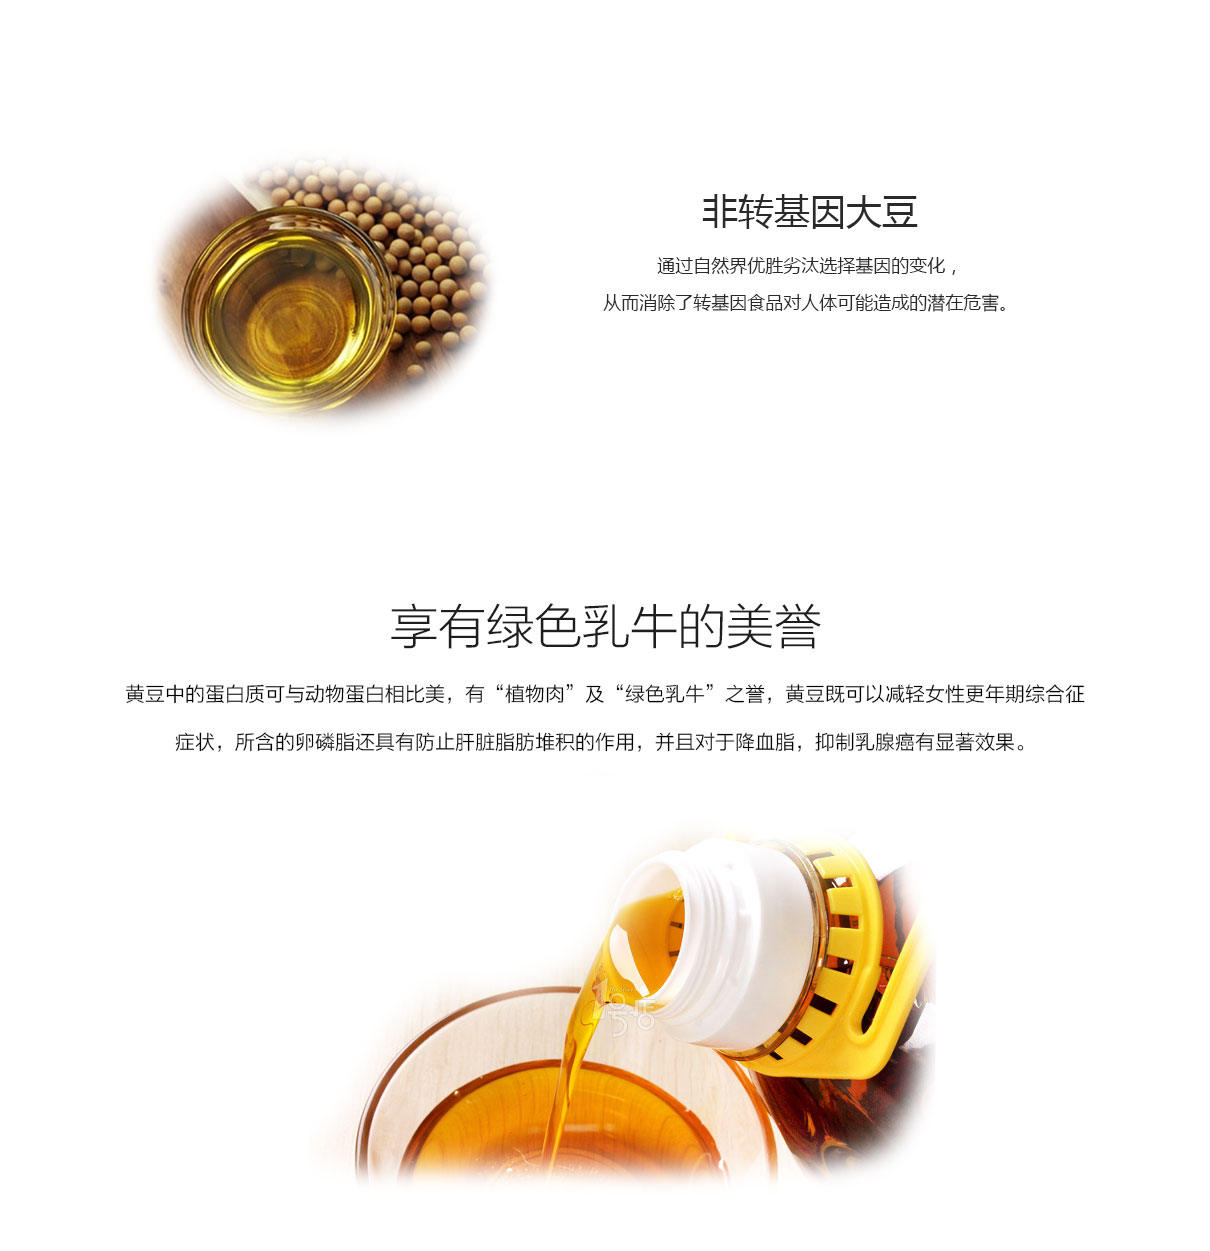 非转基因大豆
通过自然界优胜劣汰选择基因的变化，
从而消除了转基因食品对人体可能造成的潜在危害。
享有绿色乳牛的美誉
黄豆中的蛋白质可与动物蛋白相比美，有“植物肉”及“绿色乳牛”之誉，黄豆既可以减轻女性更年期综合征
症状，所含的卵磷脂还具有防止肝脏脂肪堆积的作用，并且对于降血脂，抑制乳腺癌有显著效果。
1号店